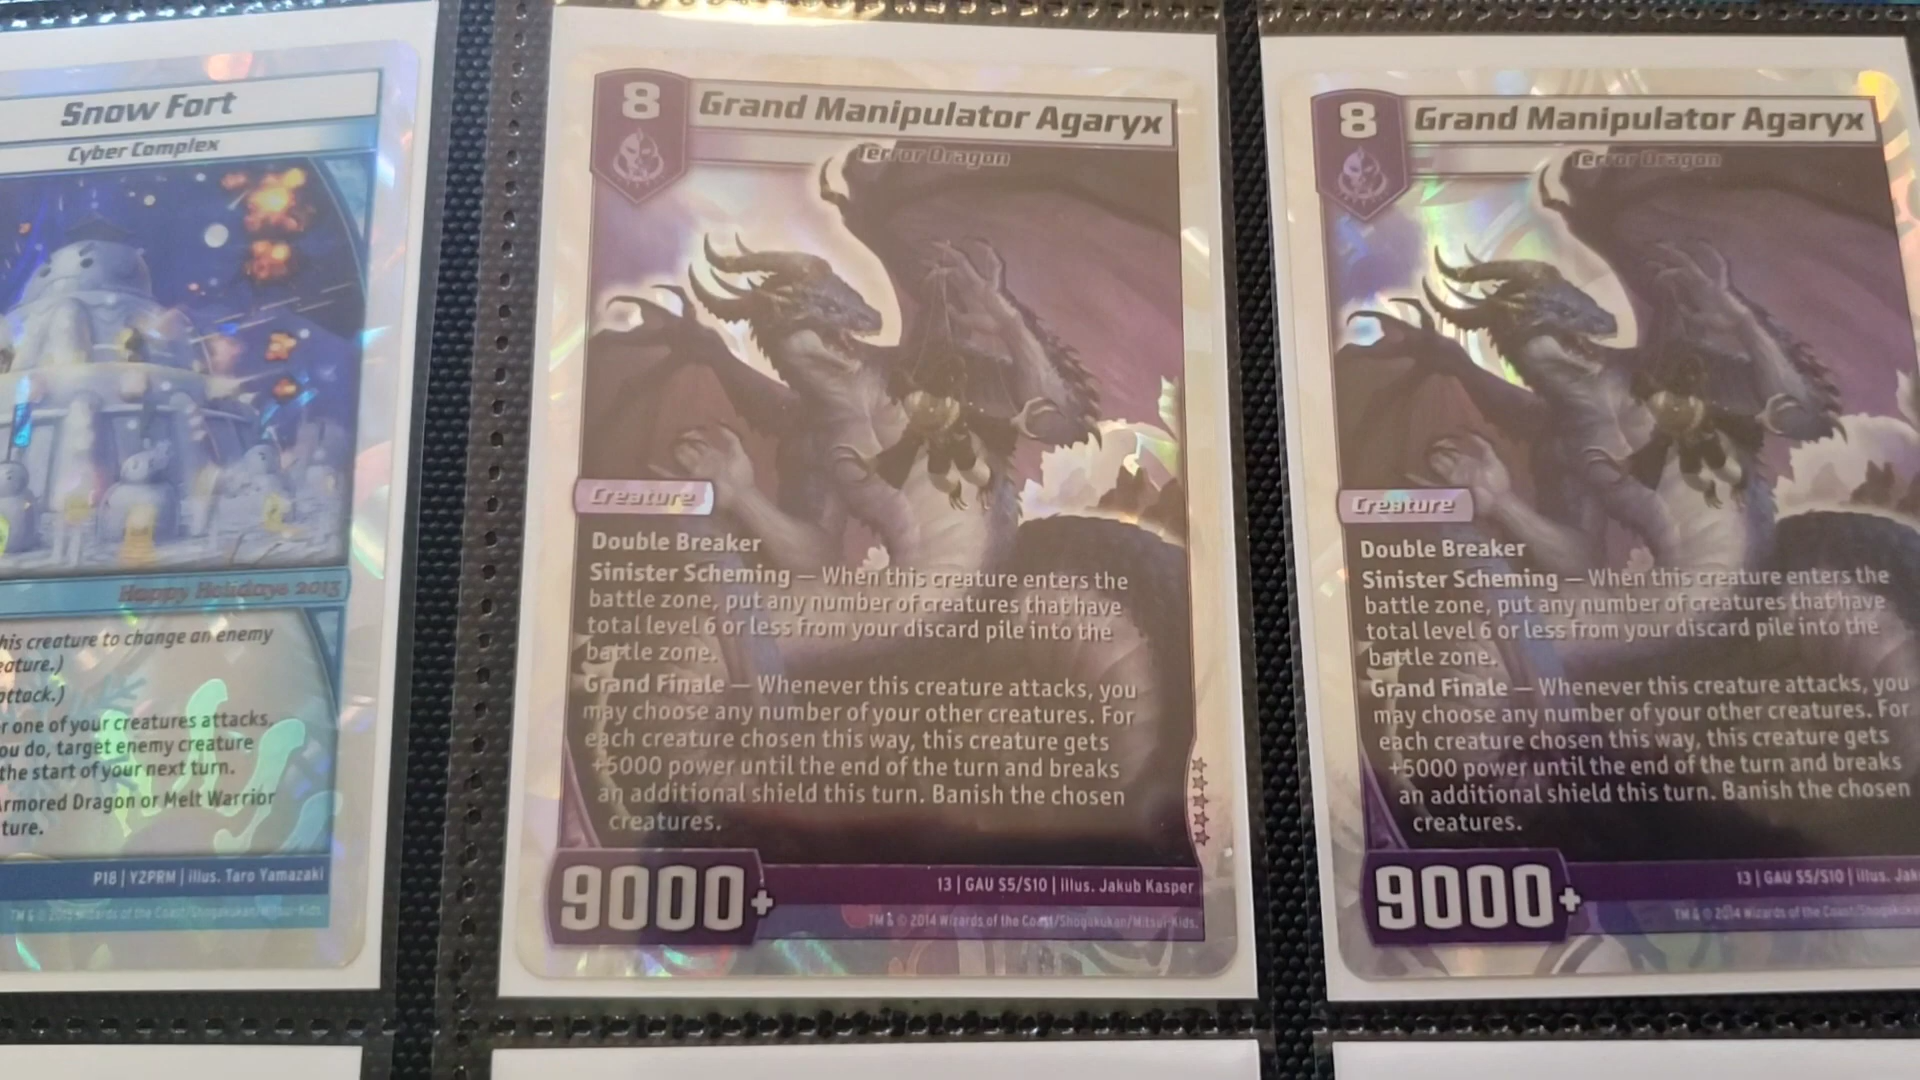 Snow Fort
Cyber Complex
Happy Holidays 2013
his creature to change an enemy
eature.)
attack.)
r one of your creatures attacks,
ou do, target enemy creature
the start of your next turn.
Armored Dragon or Melt Warrior
ture.
P18 | Y2PRM | illus. Taro Yamazaki
TM & © 2013 Wizards of the Coast/Shogakukan/Mitsui-Kids.
8
Grand Manipulator Agaryx
Terror Dragon
Creature
Double Breaker
Sinister Scheming — When this creature enters the
battle zone, put any number of creatures that have
total level 6 or less from your discard pile into the
battle zone.
Grand Finale — Whenever this creature attacks, you
may choose any number of your other creatures. For
each creature chosen this way, this creature gets
+5000 power until the end of the turn and breaks
an additional shield this turn. Banish the chosen
creatures.
9000+
13 | GAU S5/S10 | illus. Jakub Kasper
TM & © 2014 Wizards of the Coast/Shogakukan/Mitsui-Kids.
8
Grand Manipulator Agaryx
Terror Dragon
Creature
Double Breaker
Sinister Scheming — When this creature enters the
battle zone, put any number of creatures that have
total level 6 or less from your discard pile into the
battle zone.
Grand Finale — Whenever this creature attacks, you
may choose any number of your other creatures. For
each creature chosen this way, this creature gets
+5000 power until the end of the turn and breaks
an additional shield this turn. Banish the chosen
creatures.
9000+
13 | GAU S5/S10 | illus. Jak
TM & © 2014 Wizards of the Coast/Shogakuka